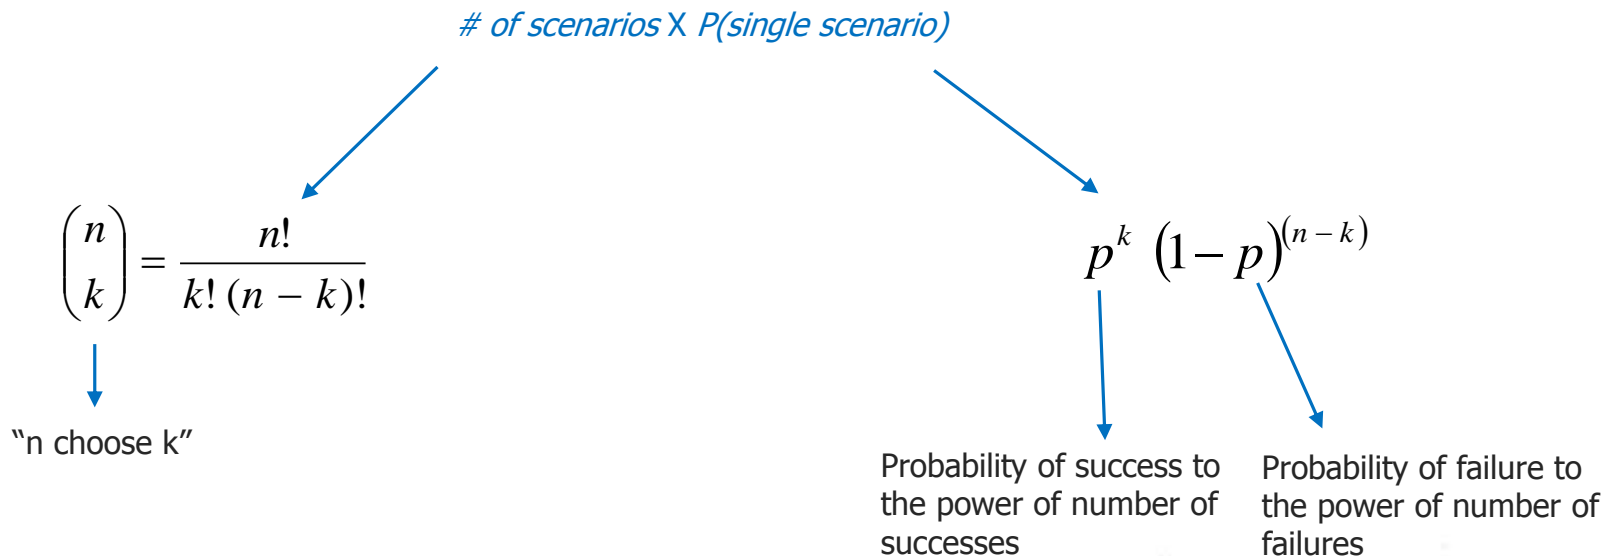 # of scenarios X P(single scenario)
(n k) = n! / k! (n − k)!
p^k (1 − p)^(n − k)
“n choose k”
Probability of success to
the power of number of
successes
Probability of failure to
the power of number of
failures